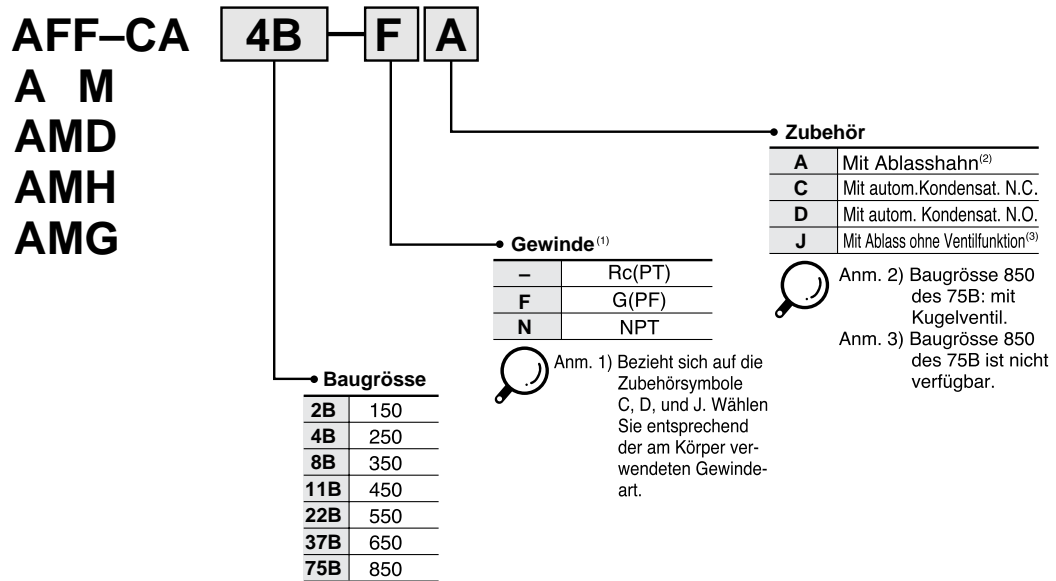 AFF–CA 4B F A
A M
AMD
AMH
AMG
Zubehör
A Mit Ablasshahn(2)
C Mit autom.Kondensat. N.C.
D Mit autom. Kondensat. N.O.
J Mit Ablass ohne Ventilfunktion(3)
Anm. 2) Baugrösse 850
des 75B: mit
Kugelventil.
Anm. 3) Baugrösse 850
des 75B ist nicht
verfügbar.
Gewinde(1)
– Rc(PT)
F G(PF)
N NPT
Anm. 1) Bezieht sich auf die
Zubehörsymbole
C, D, und J. Wählen
Sie entsprechend
der am Körper ver-
wendeten Gewinde-
art.
Baugrösse
2B 150
4B 250
8B 350
11B 450
22B 550
37B 650
75B 850